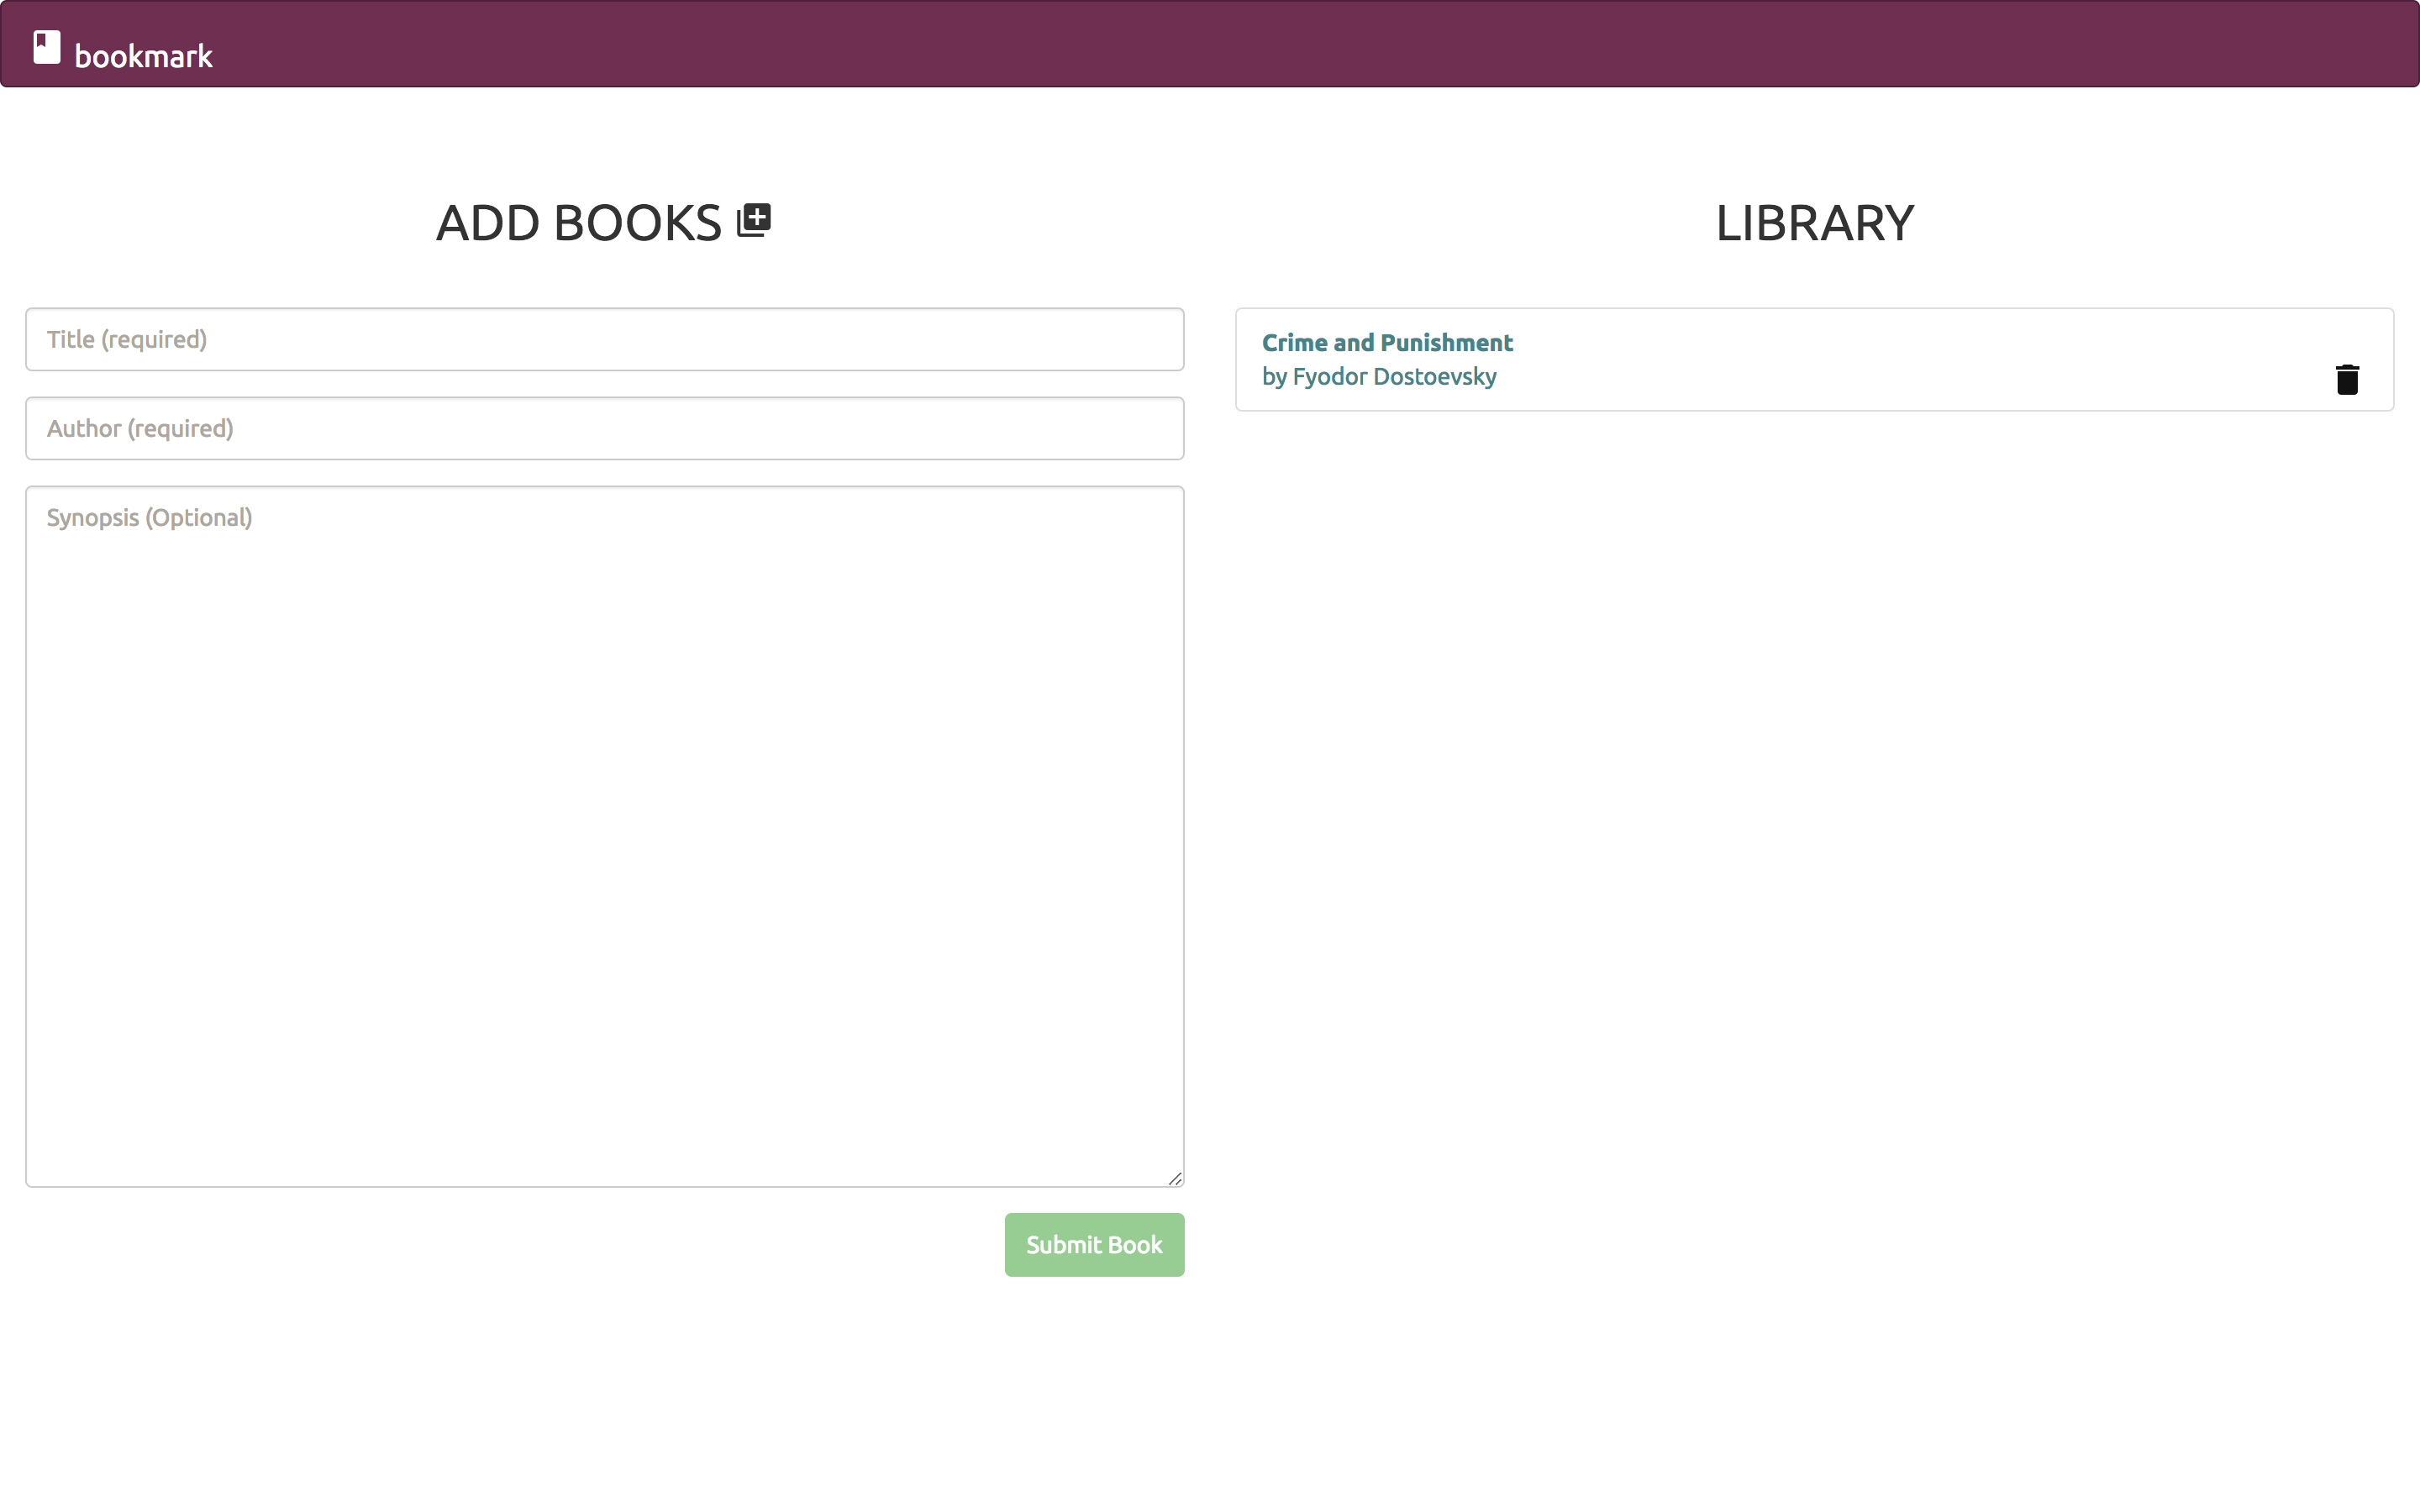 bookmark
ADD BOOKS
Title (required)
Author (required)
Synopsis (Optional)
Submit Book
LIBRARY
Crime and Punishment
by Fyodor Dostoevsky